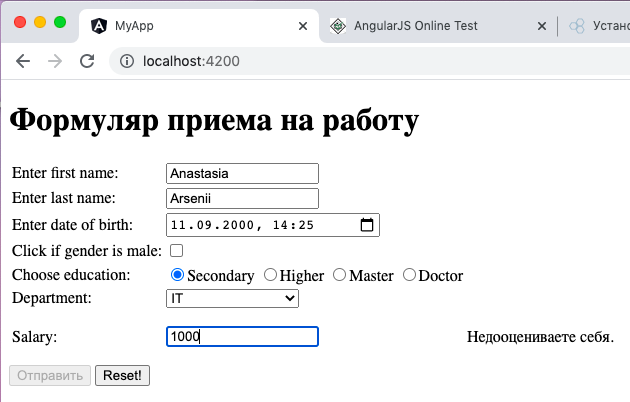 MyApp
AngularJS Online Test
Устано
localhost:4200
Формуляр приема на работу
Enter first name: Anastasia
Enter last name: Arsenii
Enter date of birth: 11.09.2000, 14:25
Click if gender is male:
Choose education: Secondary Higher Master Doctor
Department: IT
Salary: 1000 Недооцениваете себя.
Отправить Reset!